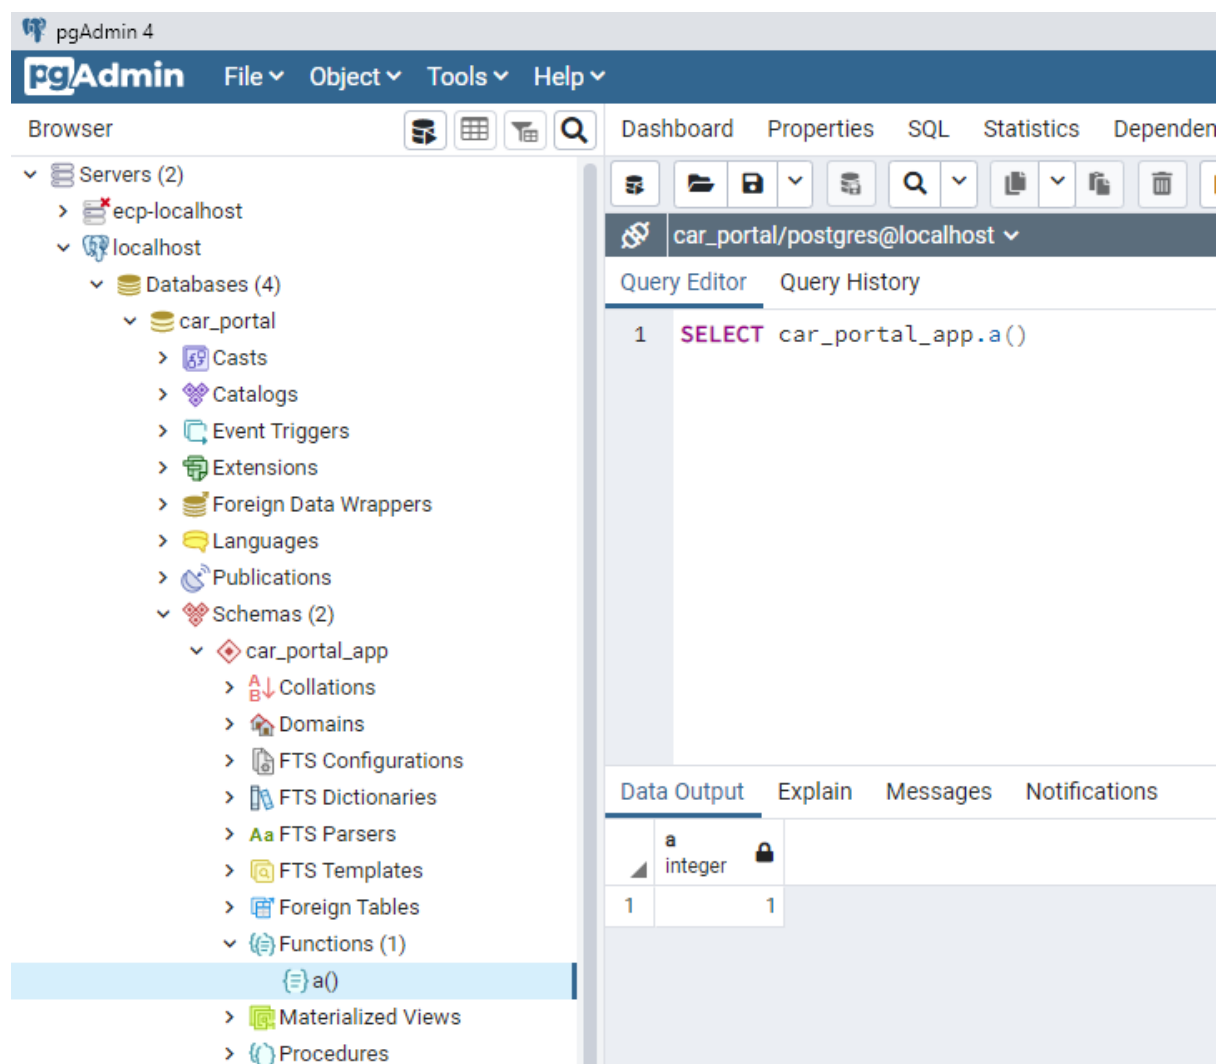 pgAdmin 4
pgAdmin File Object Tools Help
Browser
Servers (2)
ecp-localhost
localhost
Databases (4)
car_portal
Casts
Catalogs
Event Triggers
Extensions
Foreign Data Wrappers
Languages
Publications
Schemas (2)
car_portal_app
Collations
Domains
FTS Configurations
FTS Dictionaries
Aa FTS Parsers
FTS Templates
Foreign Tables
Functions (1)
a()
Materialized Views
Procedures
Dashboard Properties SQL Statistics Dependen
car_portal/postgres@localhost
Query Editor Query History
1 SELECT car_portal_app.a()
Data Output Explain Messages Notifications
a
integer
1 1